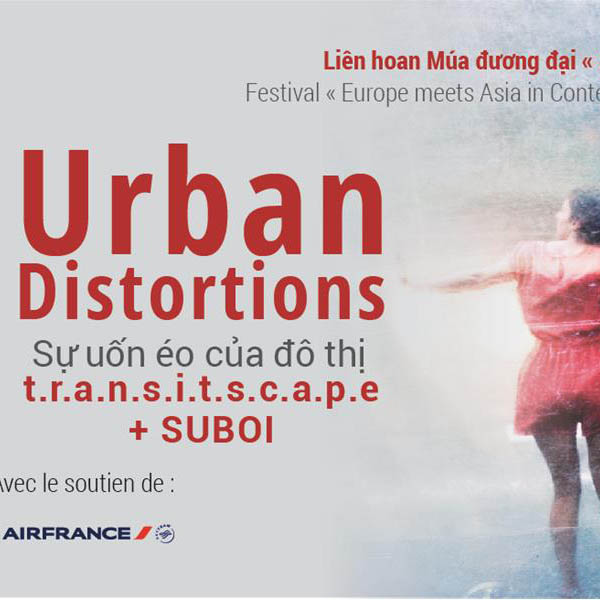 Liên hoan Múa đương đại «
Festival « Europe meets Asia in Conte
Urban
Distortions
Sự uốn éo của đô thị
t.r.a.n.s.i.t.s.c.a.p.e
+ SUBOI
Avec le soutien de :
AIRFRANCE